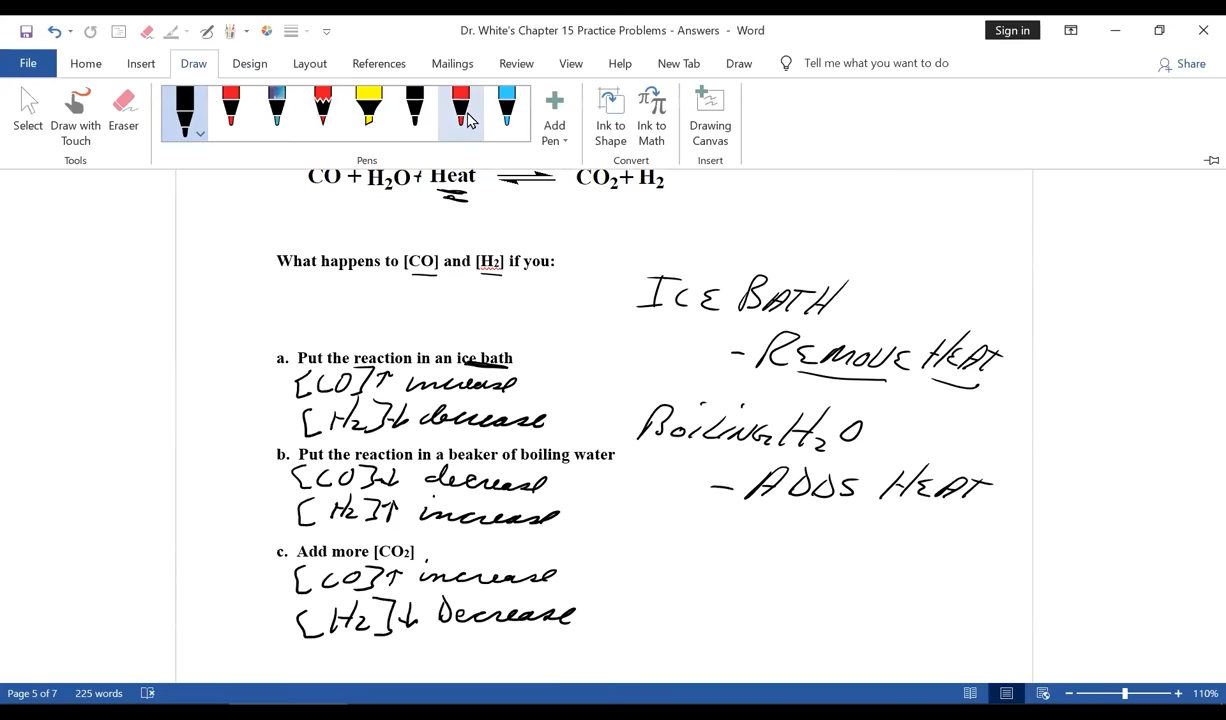 Dr. White's Chapter 15 Practice Problems - Answers - Word
Sign in
File Home Insert Draw Design Layout References Mailings Review View Help New Tab Draw Tell me what you want to do Share
Select Draw with Touch Eraser Add Pen Ink to Shape Ink to Math Drawing Canvas
Tools Pens Convert Insert
CO + H₂O + Heat ⇌ CO₂ + H₂
What happens to [CO] and [H₂] if you:
ICE BATH
- REMOVE HEAT
a. Put the reaction in an ice bath
[CO]↑ increase
[H₂]↓ decrease
BOiLiNG H₂O
- ADDS HEAT
b. Put the reaction in a beaker of boiling water
[CO]↓ decrease
[H₂]↑ increase
c. Add more [CO₂]
[CO]↑ increase
[H₂]↓ Decrease
Page 5 of 7 225 words 110%